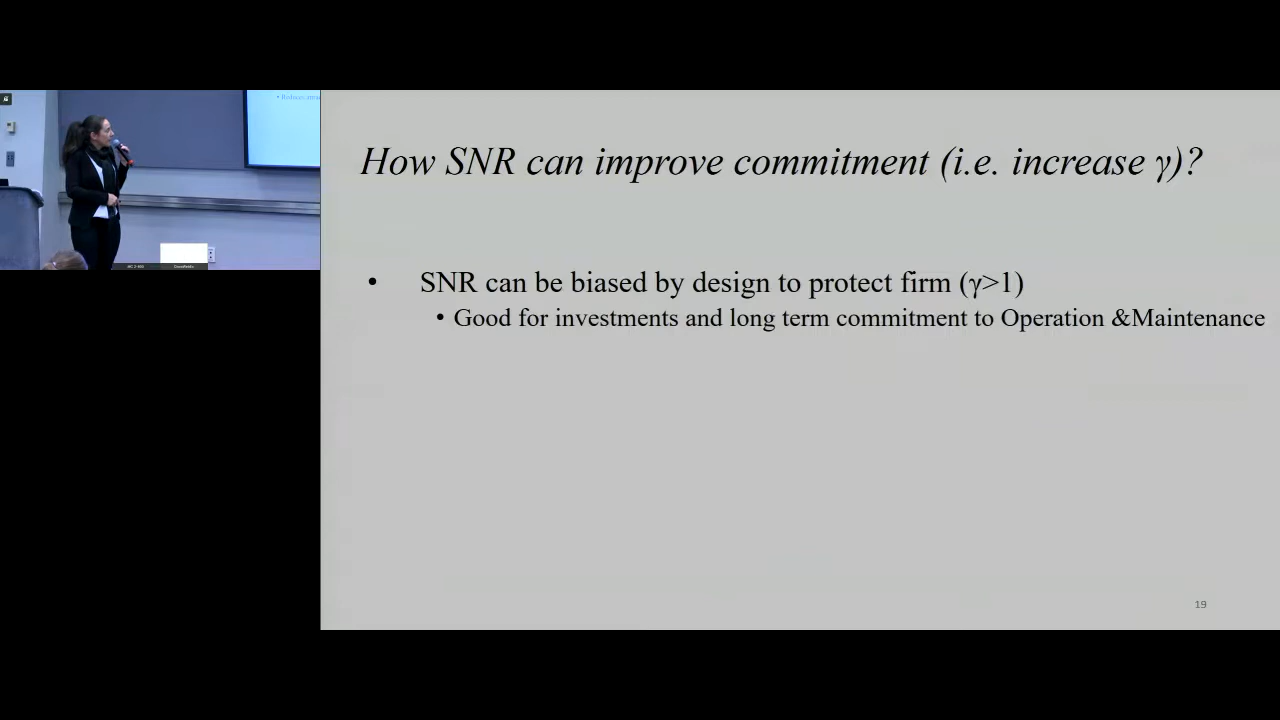 How SNR can improve commitment (i.e. increase γ)?
• SNR can be biased by design to protect firm (γ>1)
• Good for investments and long term commitment to Operation &Maintenance
19